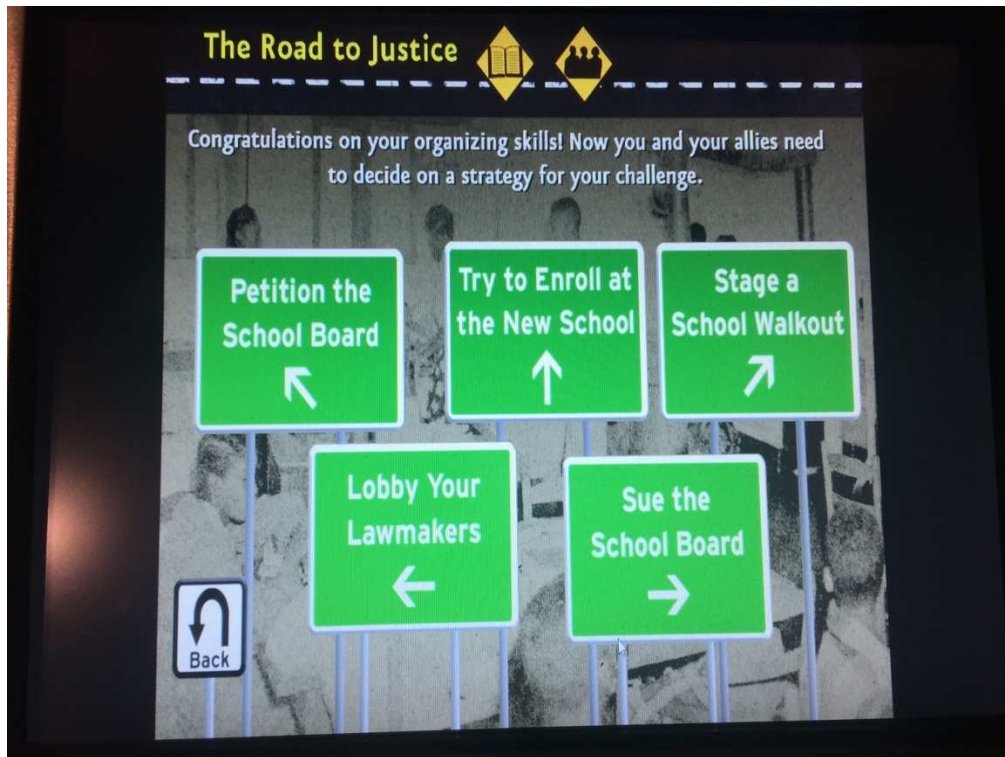 The Road to Justice
Congratulations on your organizing skills! Now you and your allies need
to decide on a strategy for your challenge.
Petition the
School Board
Try to Enroll at
the New School
Stage a
School Walkout
Lobby Your
Lawmakers
Sue the
School Board
Back